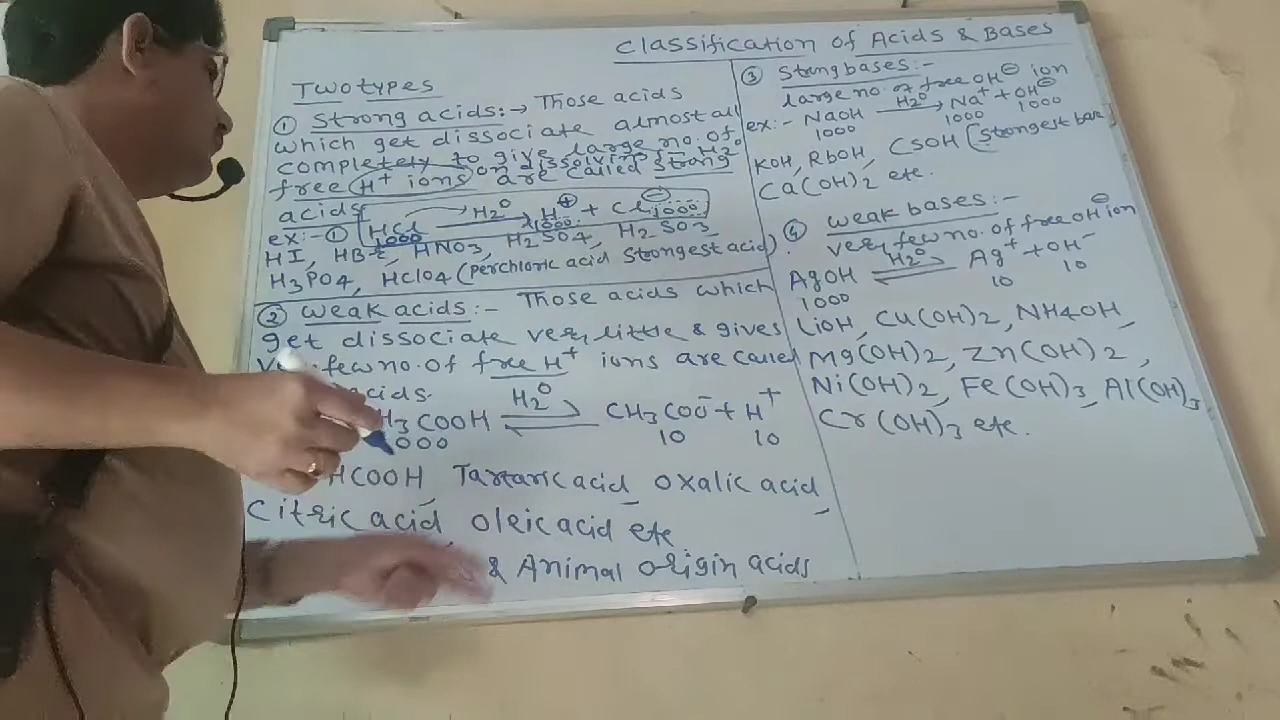 Classification of Acids & Bases
Two types
① Strong acids :→ Those acids
which get dissociate almost all
completely to give large no. of
free H+ ions on dissolving H2O are called strong
acids
ex:- ① HCl H2O H⊕ + Cl⊖
1000 1000 1000
HI, HBr, HNO3, H2SO4, H2SO3,
H3PO4, HClO4 (perchloric acid strongest acid).
② Weak acids :- Those acids which
get dissociate very little & gives
few no. of free H+ ions are called
acids.
H3COOH H2O CH3COO- + H+
1000 10 10
HCOOH, Tartaric acid, oxalic acid,
Citric acid, oleic acid etc
& Animal origin acids
③ Strong bases :-
large no. of free OH⊖ ion
ex:- NaOH H2O → Na+ + OH⊖
1000 1000 1000
KOH, RbOH, CsOH (strongest base
Ca(OH)2 etc.
④ weak bases :-
very few no. of free OH⊖ ion
AgOH H2O Ag+ + OH-
1000 10 10
LiOH, Cu(OH)2, NH4OH,
Mg(OH)2, Zn(OH)2,
Ni(OH)2, Fe(OH)3, Al(OH)3
Cr(OH)3 etc.